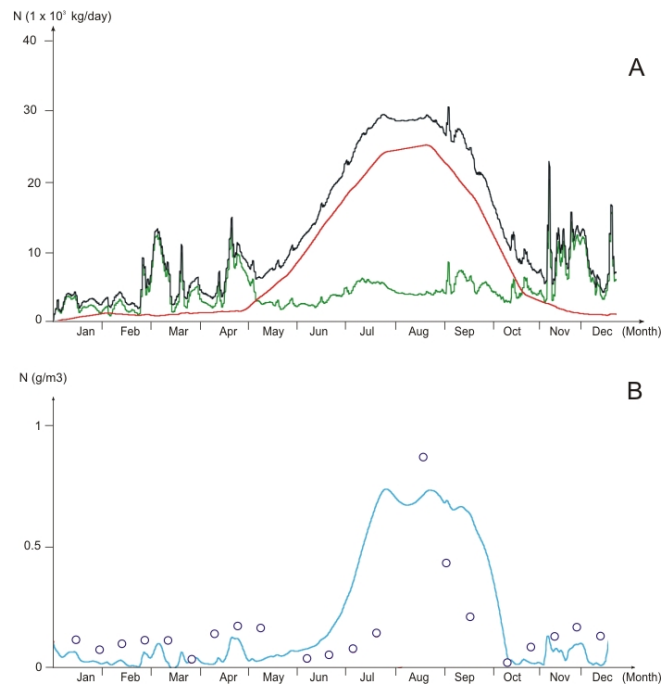 N (1 x 10³ kg/day)
A
40
30
20
10
0
Jan Feb Mar Apr May Jun Jul Aug Sep Oct Nov Dec (Month)
N (g/m3)
B
1
0.5
0
Jan Feb Mar Apr May Jun Jul Aug Sep Oct Nov Dec (Month)